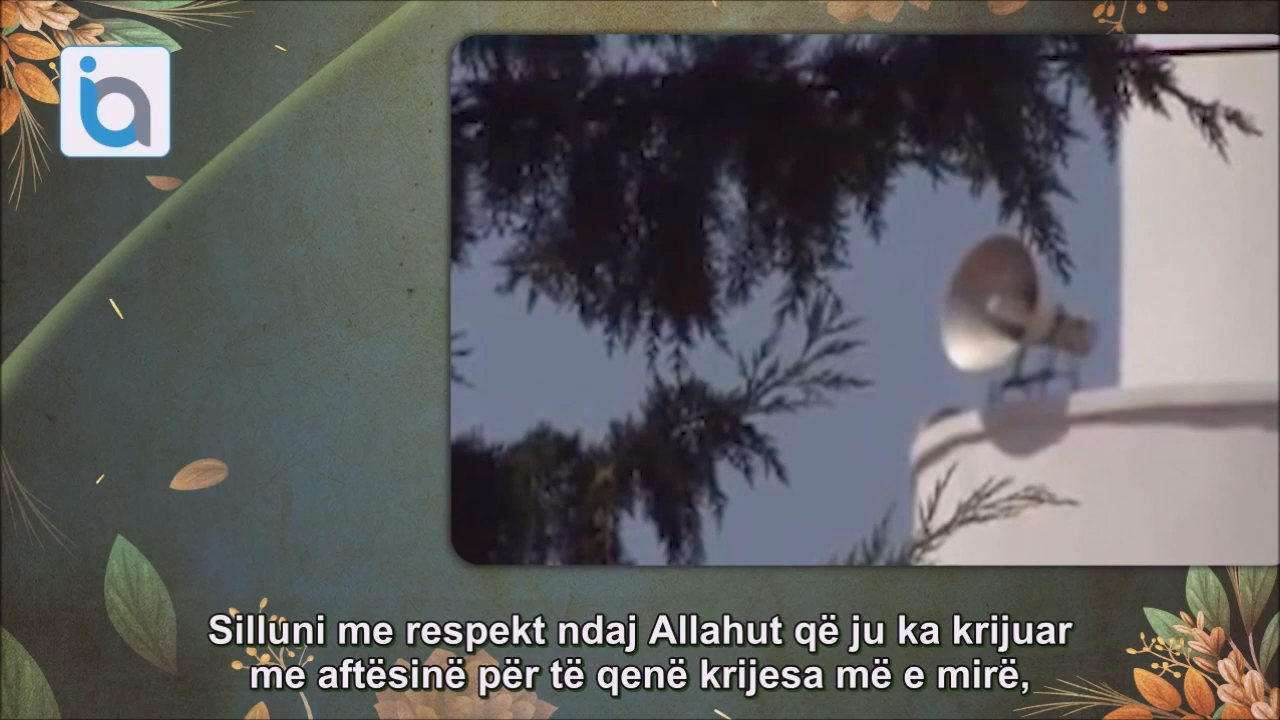 Silluni me respekt ndaj Allahut që ju ka krijuar
me aftësinë për të qenë krijesa më e mirë,